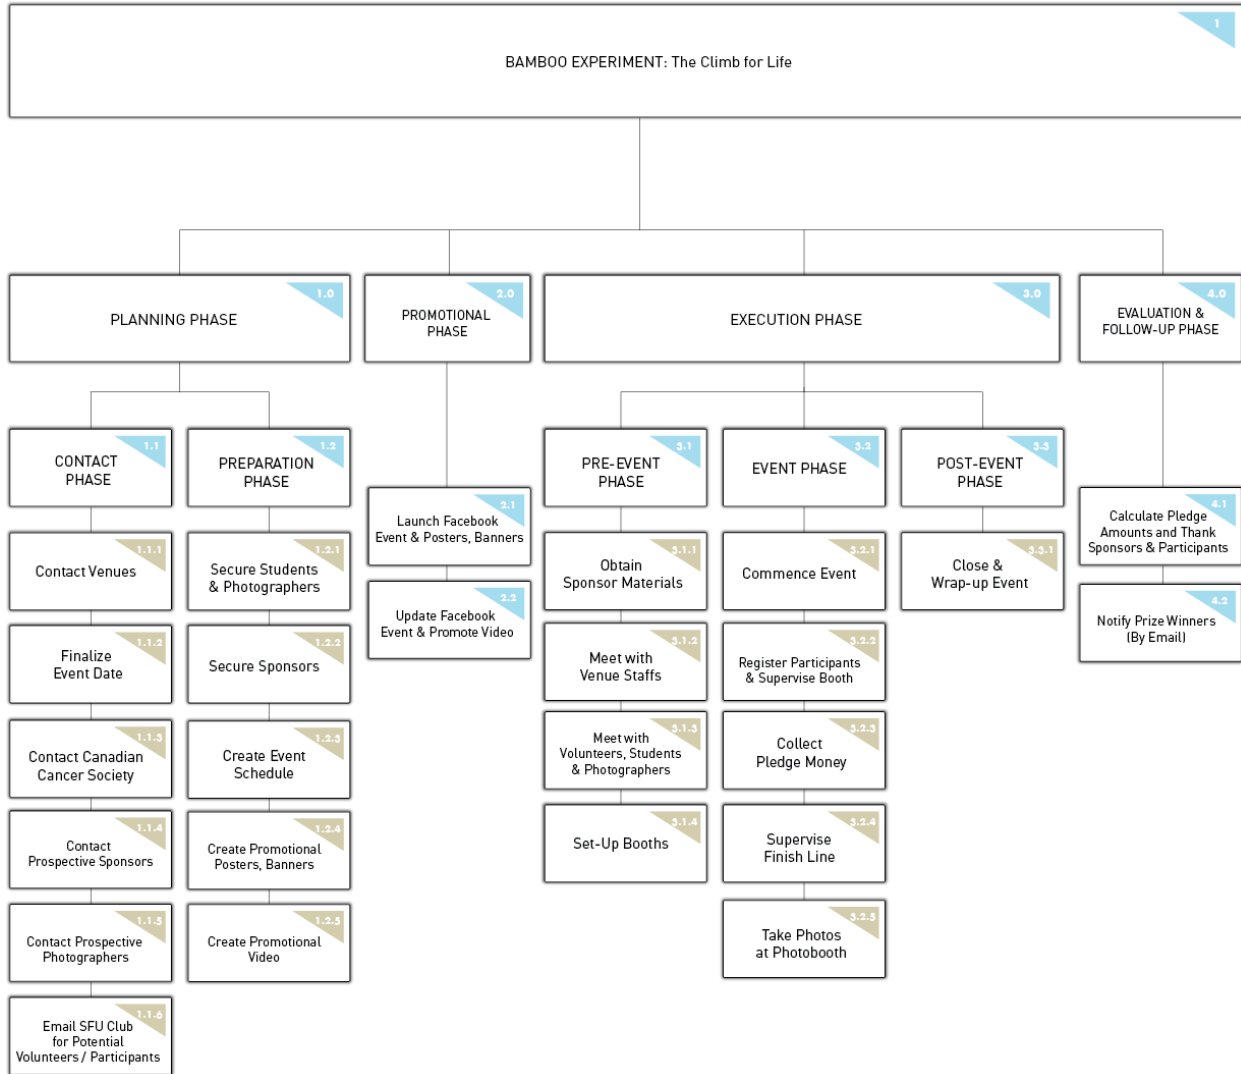 1
BAMBOO EXPERIMENT: The Climb for Life
1.0
PLANNING PHASE
2.0
PROMOTIONAL
PHASE
3.0
EXECUTION PHASE
4.0
EVALUATION &
FOLLOW-UP PHASE
1.1
CONTACT
PHASE
1.1.1
Contact Venues
1.1.2
Finalize
Event Date
1.1.3
Contact Canadian
Cancer Society
1.1.4
Contact
Prospective Sponsors
1.1.5
Contact Prospective
Photographers
1.1.6
Email SFU Club
for Potential
Volunteers / Participants
1.2
PREPARATION
PHASE
1.2.1
Secure Students
& Photographers
1.2.2
Secure Sponsors
1.2.3
Create Event
Schedule
1.2.4
Create Promotional
Posters, Banners
1.2.5
Create Promotional
Video
2.1
Launch Facebook
Event & Posters, Banners
2.2
Update Facebook
Event & Promote Video
3.1
PRE-EVENT
PHASE
3.1.1
Obtain
Sponsor Materials
3.1.2
Meet with
Venue Staffs
3.1.3
Meet with
Volunteers, Students
& Photographers
3.1.4
Set-Up Booths
3.2
EVENT PHASE
3.2.1
Commence Event
3.2.2
Register Participants
& Supervise Booth
3.2.3
Collect
Pledge Money
3.2.4
Supervise
Finish Line
3.2.5
Take Photos
at Photobooth
3.3
POST-EVENT
PHASE
3.3.1
Close &
Wrap-up Event
4.1
Calculate Pledge
Amounts and Thank
Sponsors & Participants
4.2
Notify Prize Winners
(By Email)